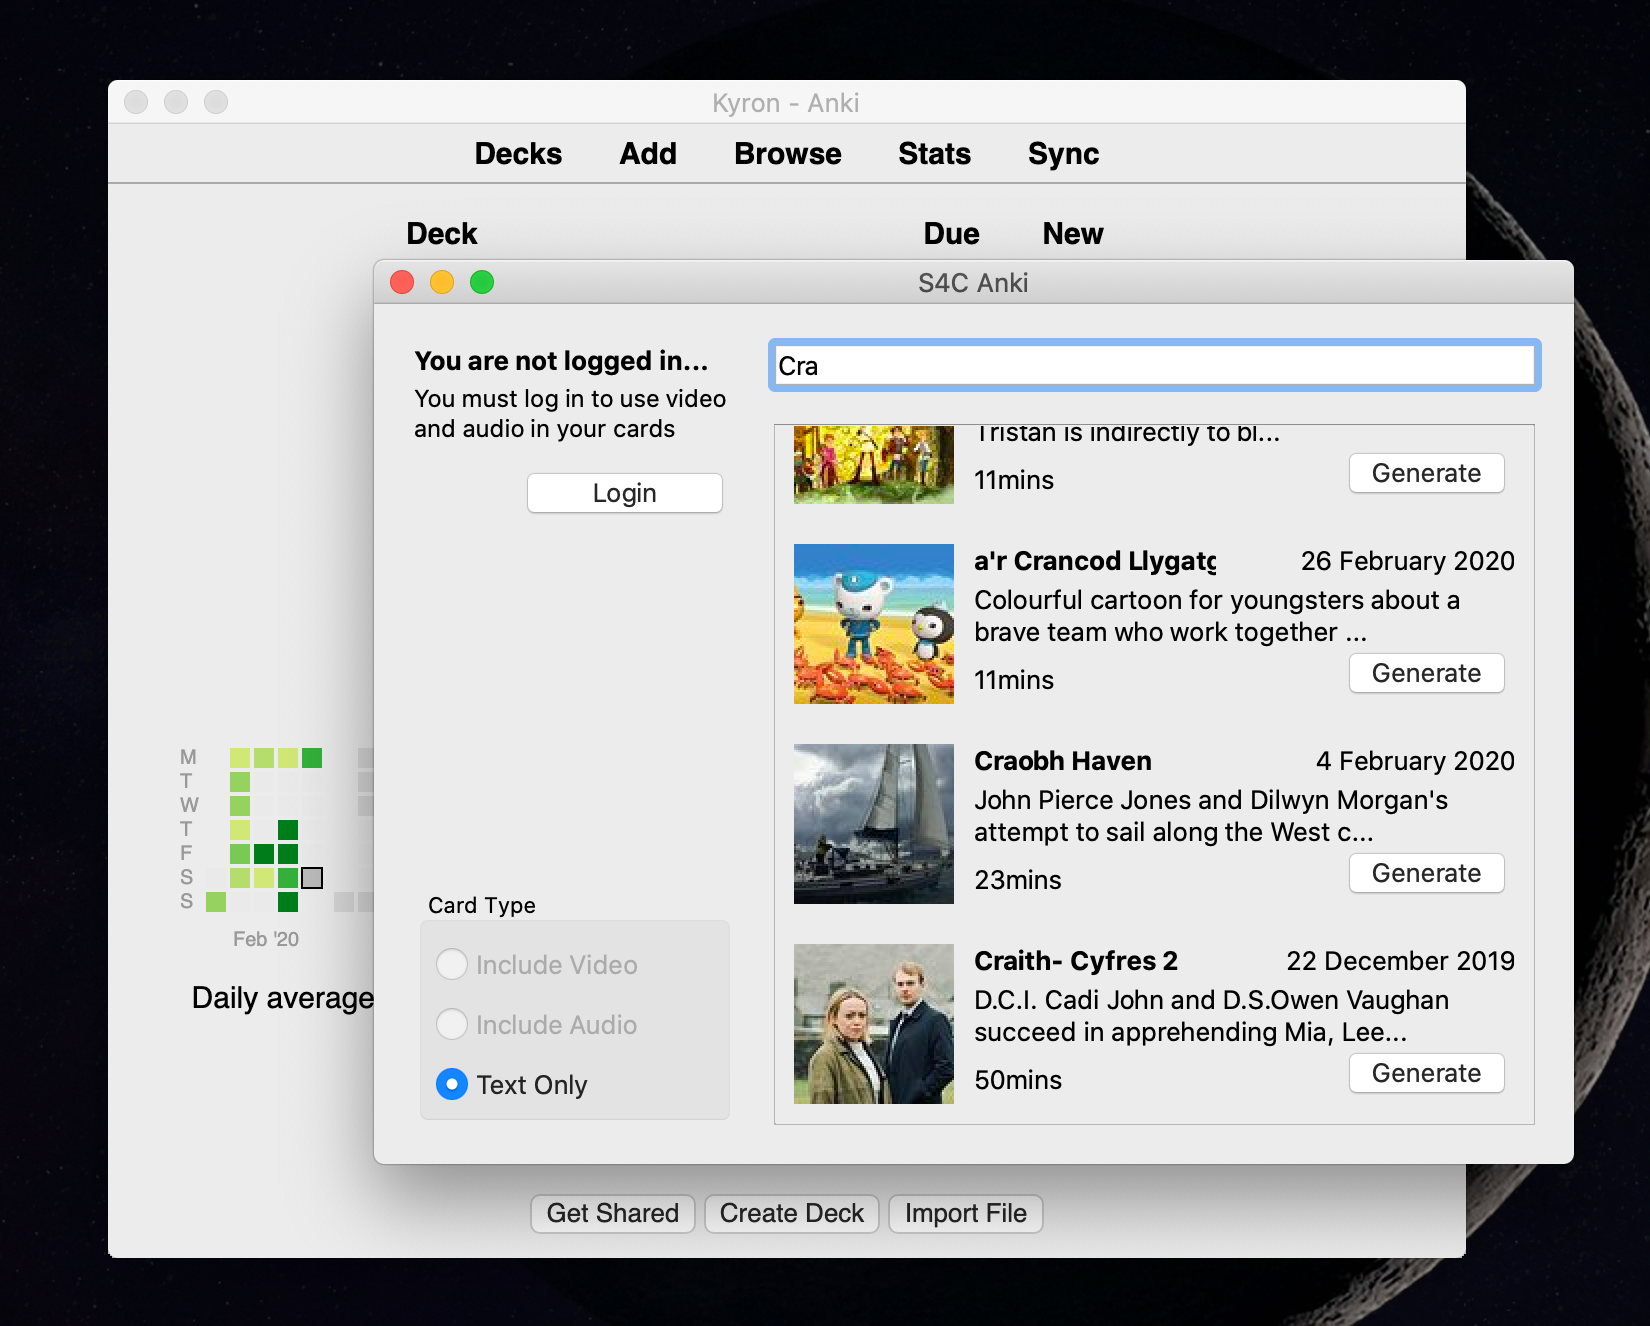 Kyron - Anki
Decks Add Browse Stats Sync
Deck Due New
S4C Anki
You are not logged in...
You must log in to use video
and audio in your cards
Login
Cra
Tristan is indirectly to bl...
11mins
Generate
a'r Crancod Llygatg
26 February 2020
Colourful cartoon for youngsters about a
brave team who work together ...
11mins
Generate
Craobh Haven
4 February 2020
John Pierce Jones and Dilwyn Morgan's
attempt to sail along the West c...
23mins
Generate
Craith- Cyfres 2
22 December 2019
D.C.I. Cadi John and D.S.Owen Vaughan
succeed in apprehending Mia, Lee...
50mins
Generate
Card Type
Include Video
Include Audio
Text Only
M
T
W
T
F
S
S
Feb '20
Daily average
Get Shared Create Deck Import File